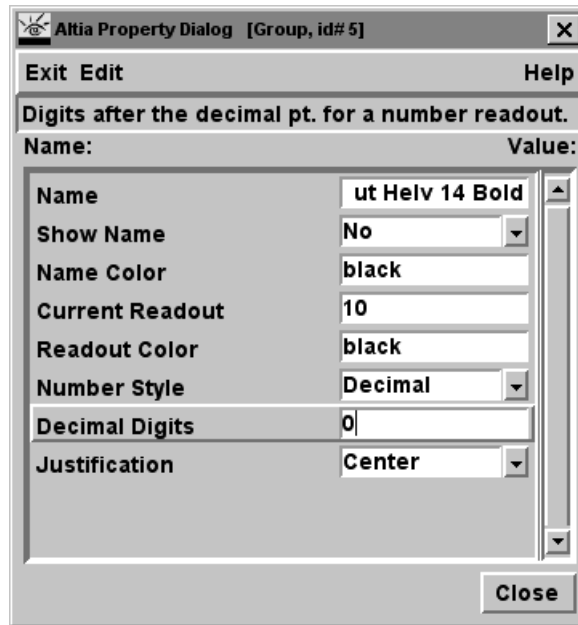 Altia Property Dialog [Group, id# 5]
Exit Edit Help
Digits after the decimal pt. for a number readout.
Name: Value:
Name ut Helv 14 Bold
Show Name No
Name Color black
Current Readout 10
Readout Color black
Number Style Decimal
Decimal Digits 0
Justification Center
Close